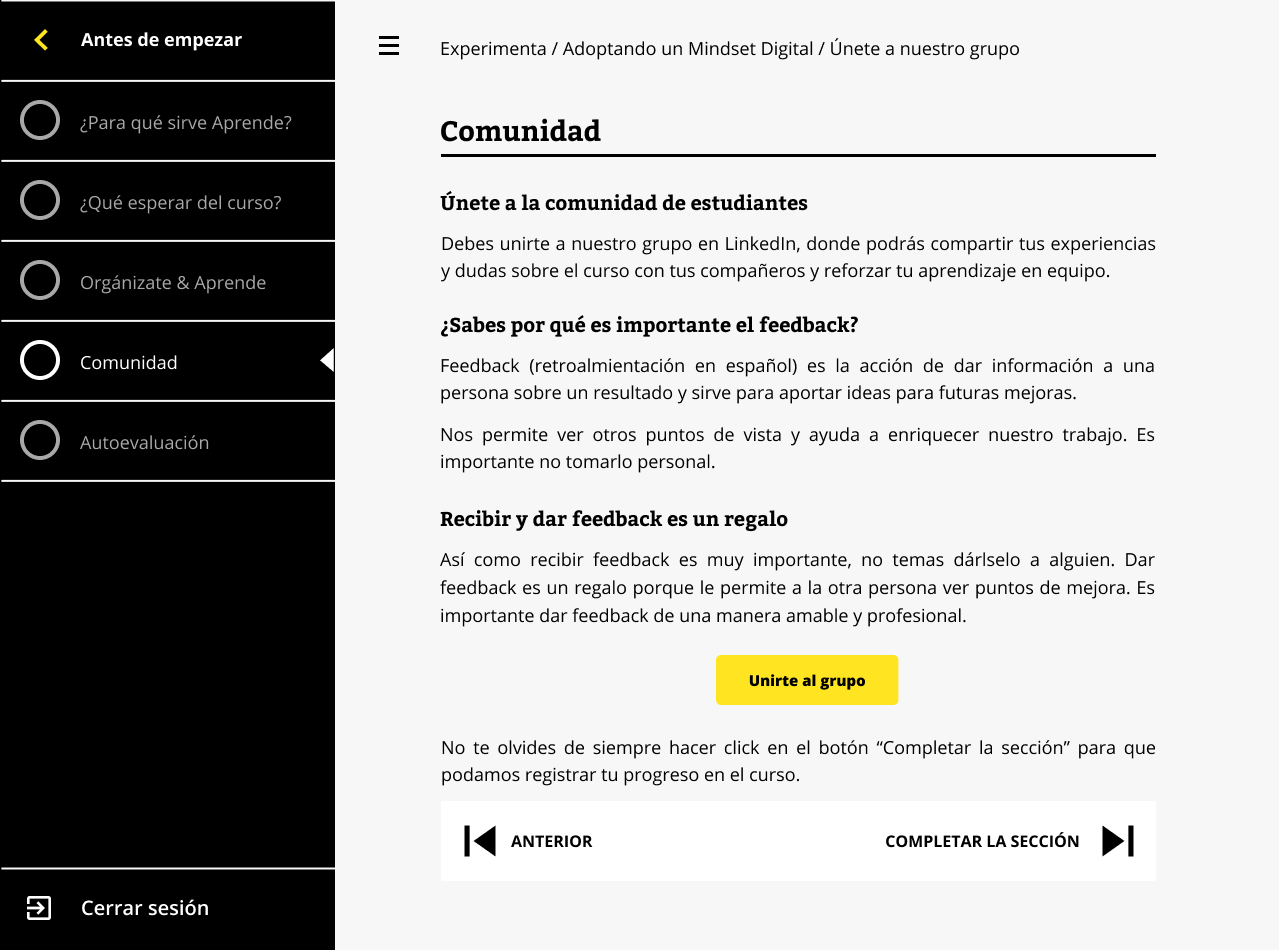 Antes de empezar
¿Para qué sirve Aprende?
¿Qué esperar del curso?
Orgánizate & Aprende
Comunidad
Autoevaluación
Cerrar sesión
Experimenta / Adoptando un Mindset Digital / Únete a nuestro grupo
Comunidad
Únete a la comunidad de estudiantes
Debes unirte a nuestro grupo en LinkedIn, donde podrás compartir tus experiencias
y dudas sobre el curso con tus compañeros y reforzar tu aprendizaje en equipo.
¿Sabes por qué es importante el feedback?
Feedback (retroalmientación en español) es la acción de dar información a una
persona sobre un resultado y sirve para aportar ideas para futuras mejoras.
Nos permite ver otros puntos de vista y ayuda a enriquecer nuestro trabajo. Es
importante no tomarlo personal.
Recibir y dar feedback es un regalo
Así como recibir feedback es muy importante, no temas dárlselo a alguien. Dar
feedback es un regalo porque le permite a la otra persona ver puntos de mejora. Es
importante dar feedback de una manera amable y profesional.
Unirte al grupo
No te olvides de siempre hacer click en el botón “Completar la sección” para que
podamos registrar tu progreso en el curso.
ANTERIOR
COMPLETAR LA SECCIÓN